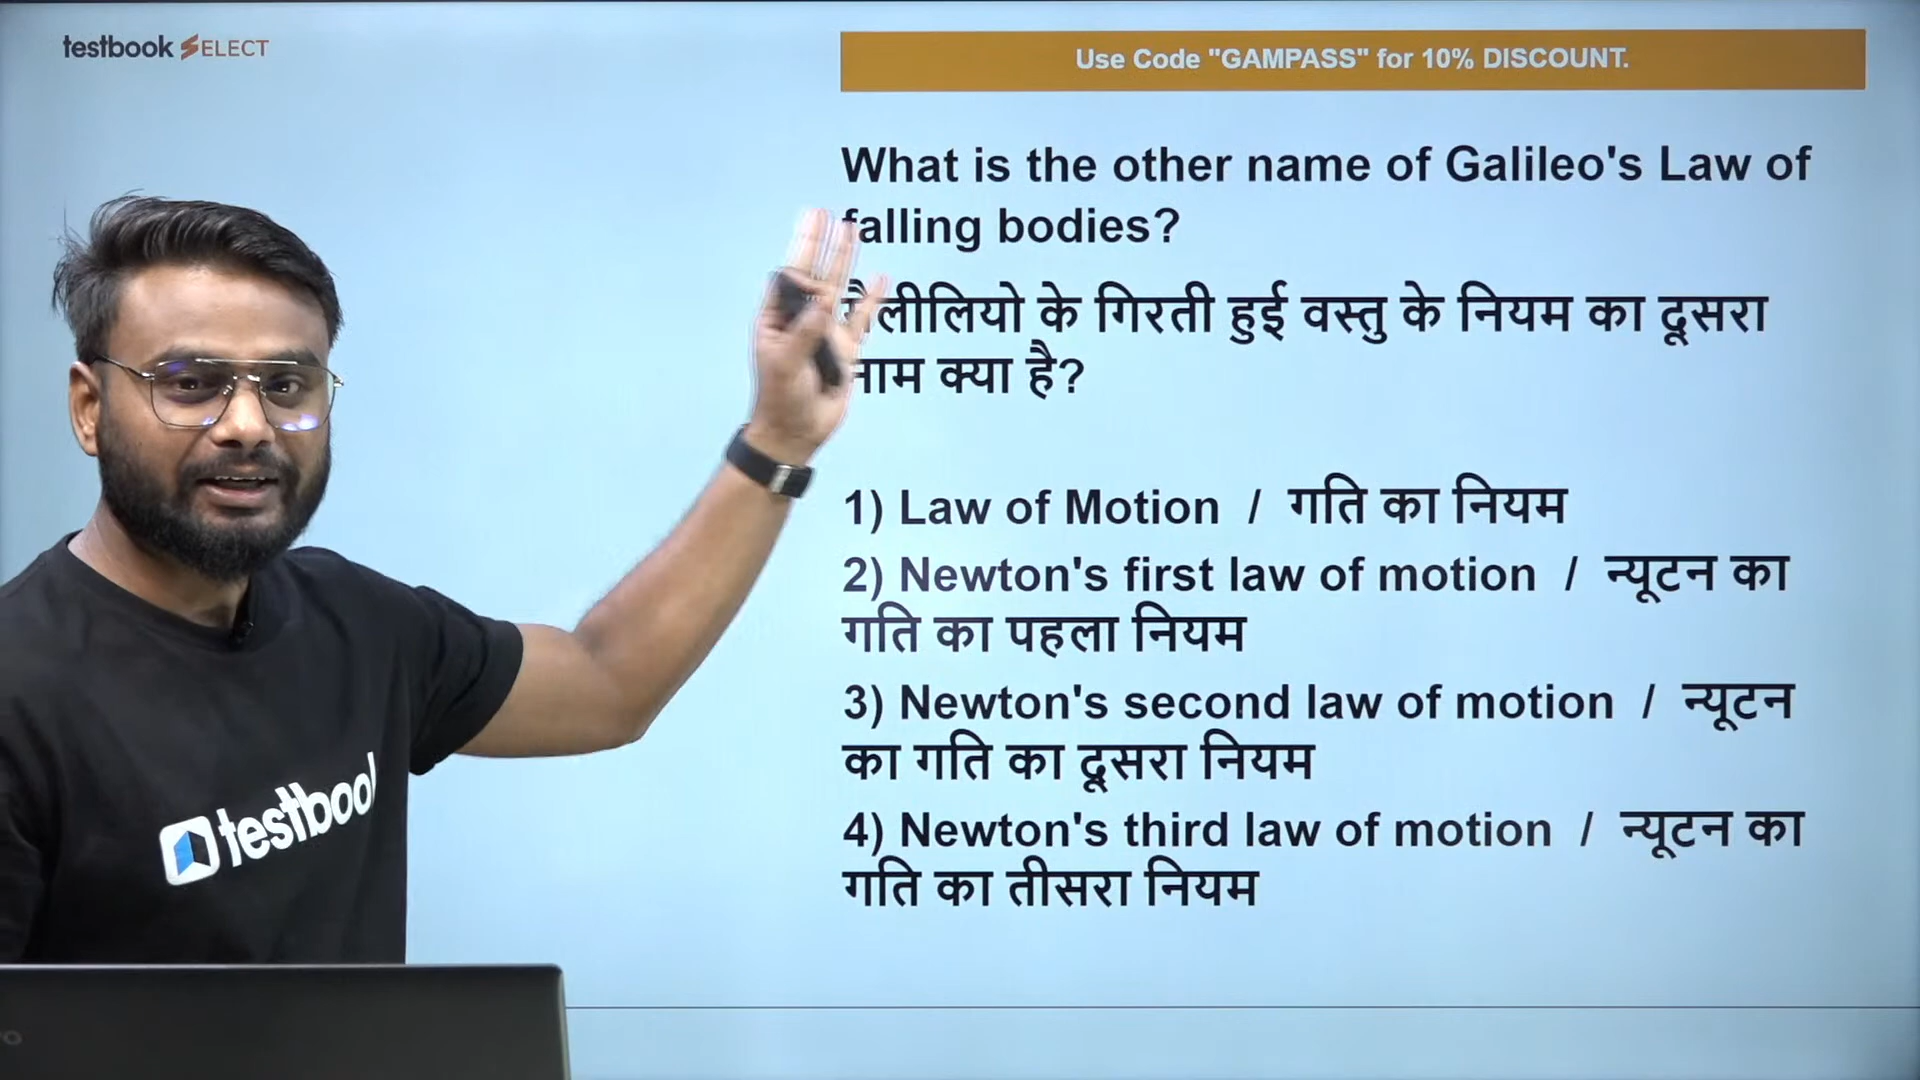 testbook SELECT
Use Code "GAMPASS" for 10% DISCOUNT.
What is the other name of Galileo's Law of
falling bodies?
गैलीलियो के गिरती हुई वस्तु के नियम का दूसरा
नाम क्या है?
1) Law of Motion / गति का नियम
2) Newton's first law of motion / न्यूटन का
गति का पहला नियम
3) Newton's second law of motion / न्यूटन
का गति का दूसरा नियम
4) Newton's third law of motion / न्यूटन का
गति का तीसरा नियम
testbook